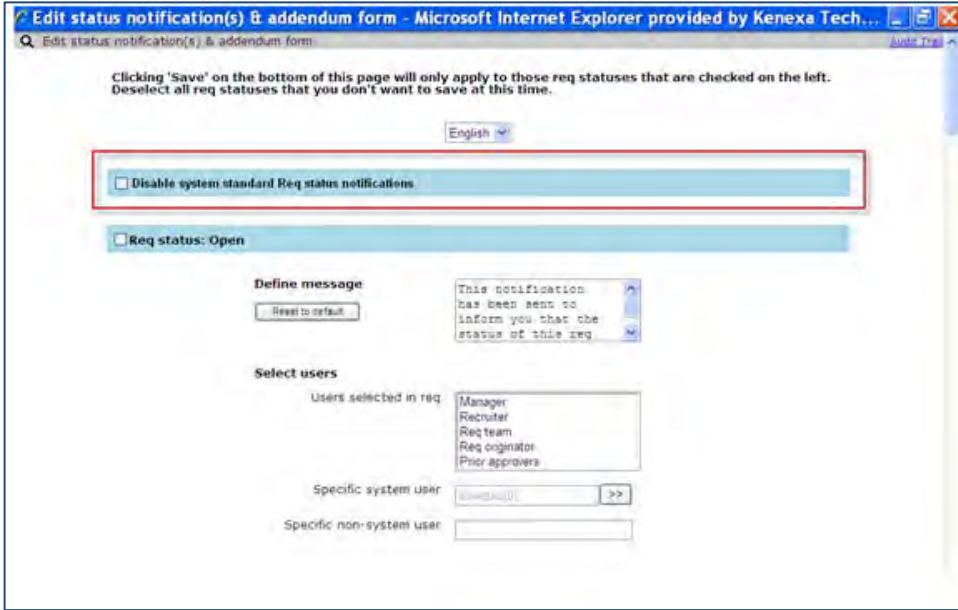 Edit status notification(s) & addendum form - Microsoft Internet Explorer provided by Kenexa Tech...
Edit status notification(s) & addendum form
Audit Trail
Clicking 'Save' on the bottom of this page will only apply to those req statuses that are checked on the left.
Deselect all req statuses that you don't want to save at this time.
English
Disable system standard Req status notifications
Req status: Open
Define message
Reset to default
This notification
has been sent to
inform you that the
status of this req
Select users
Users selected in req
Manager
Recruiter
Req team
Req originator
Prior approvers
Specific system user
>>
Specific non-system user